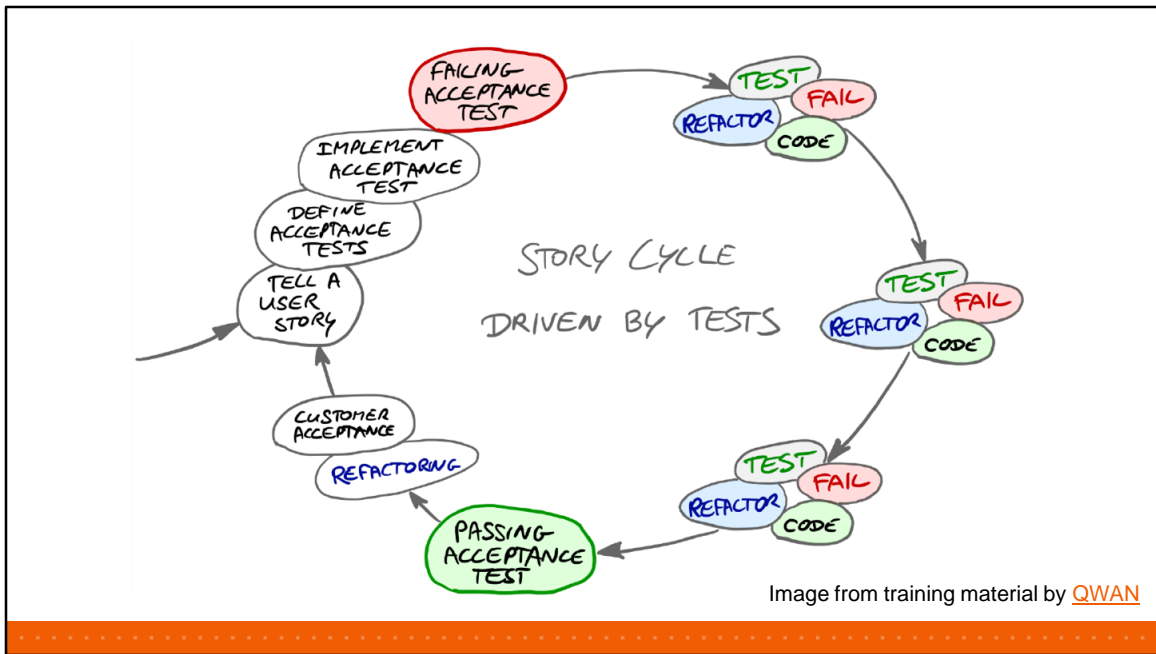 FAILING
ACCEPTANCE
TEST
IMPLEMENT
ACCEPTANCE
TEST
DEFINE
ACCEPTANCE
TESTS
TELL A
USER
STORY
STORY CYCLE
DRIVEN BY TESTS
TEST
FAIL
REFACTOR
CODE
TEST
FAIL
REFACTOR
CODE
TEST
FAIL
REFACTOR
CODE
PASSING
ACCEPTANCE
TEST
REFACTORING
CUSTOMER
ACCEPTANCE
Image from training material by QWAN